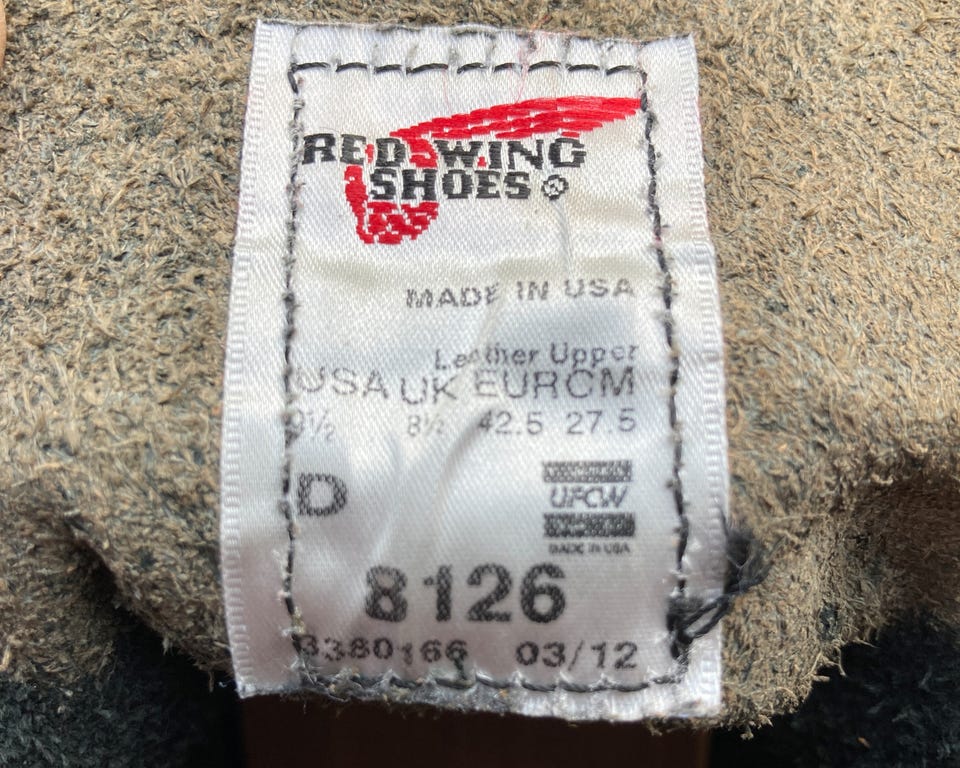 RED WING
SHOES ®
MADE IN USA
Leather Upper
USA UK EUR CM
9½ 8½ 42.5 27.5
D
UFCW
MADE IN USA
8126
3380166 03/12